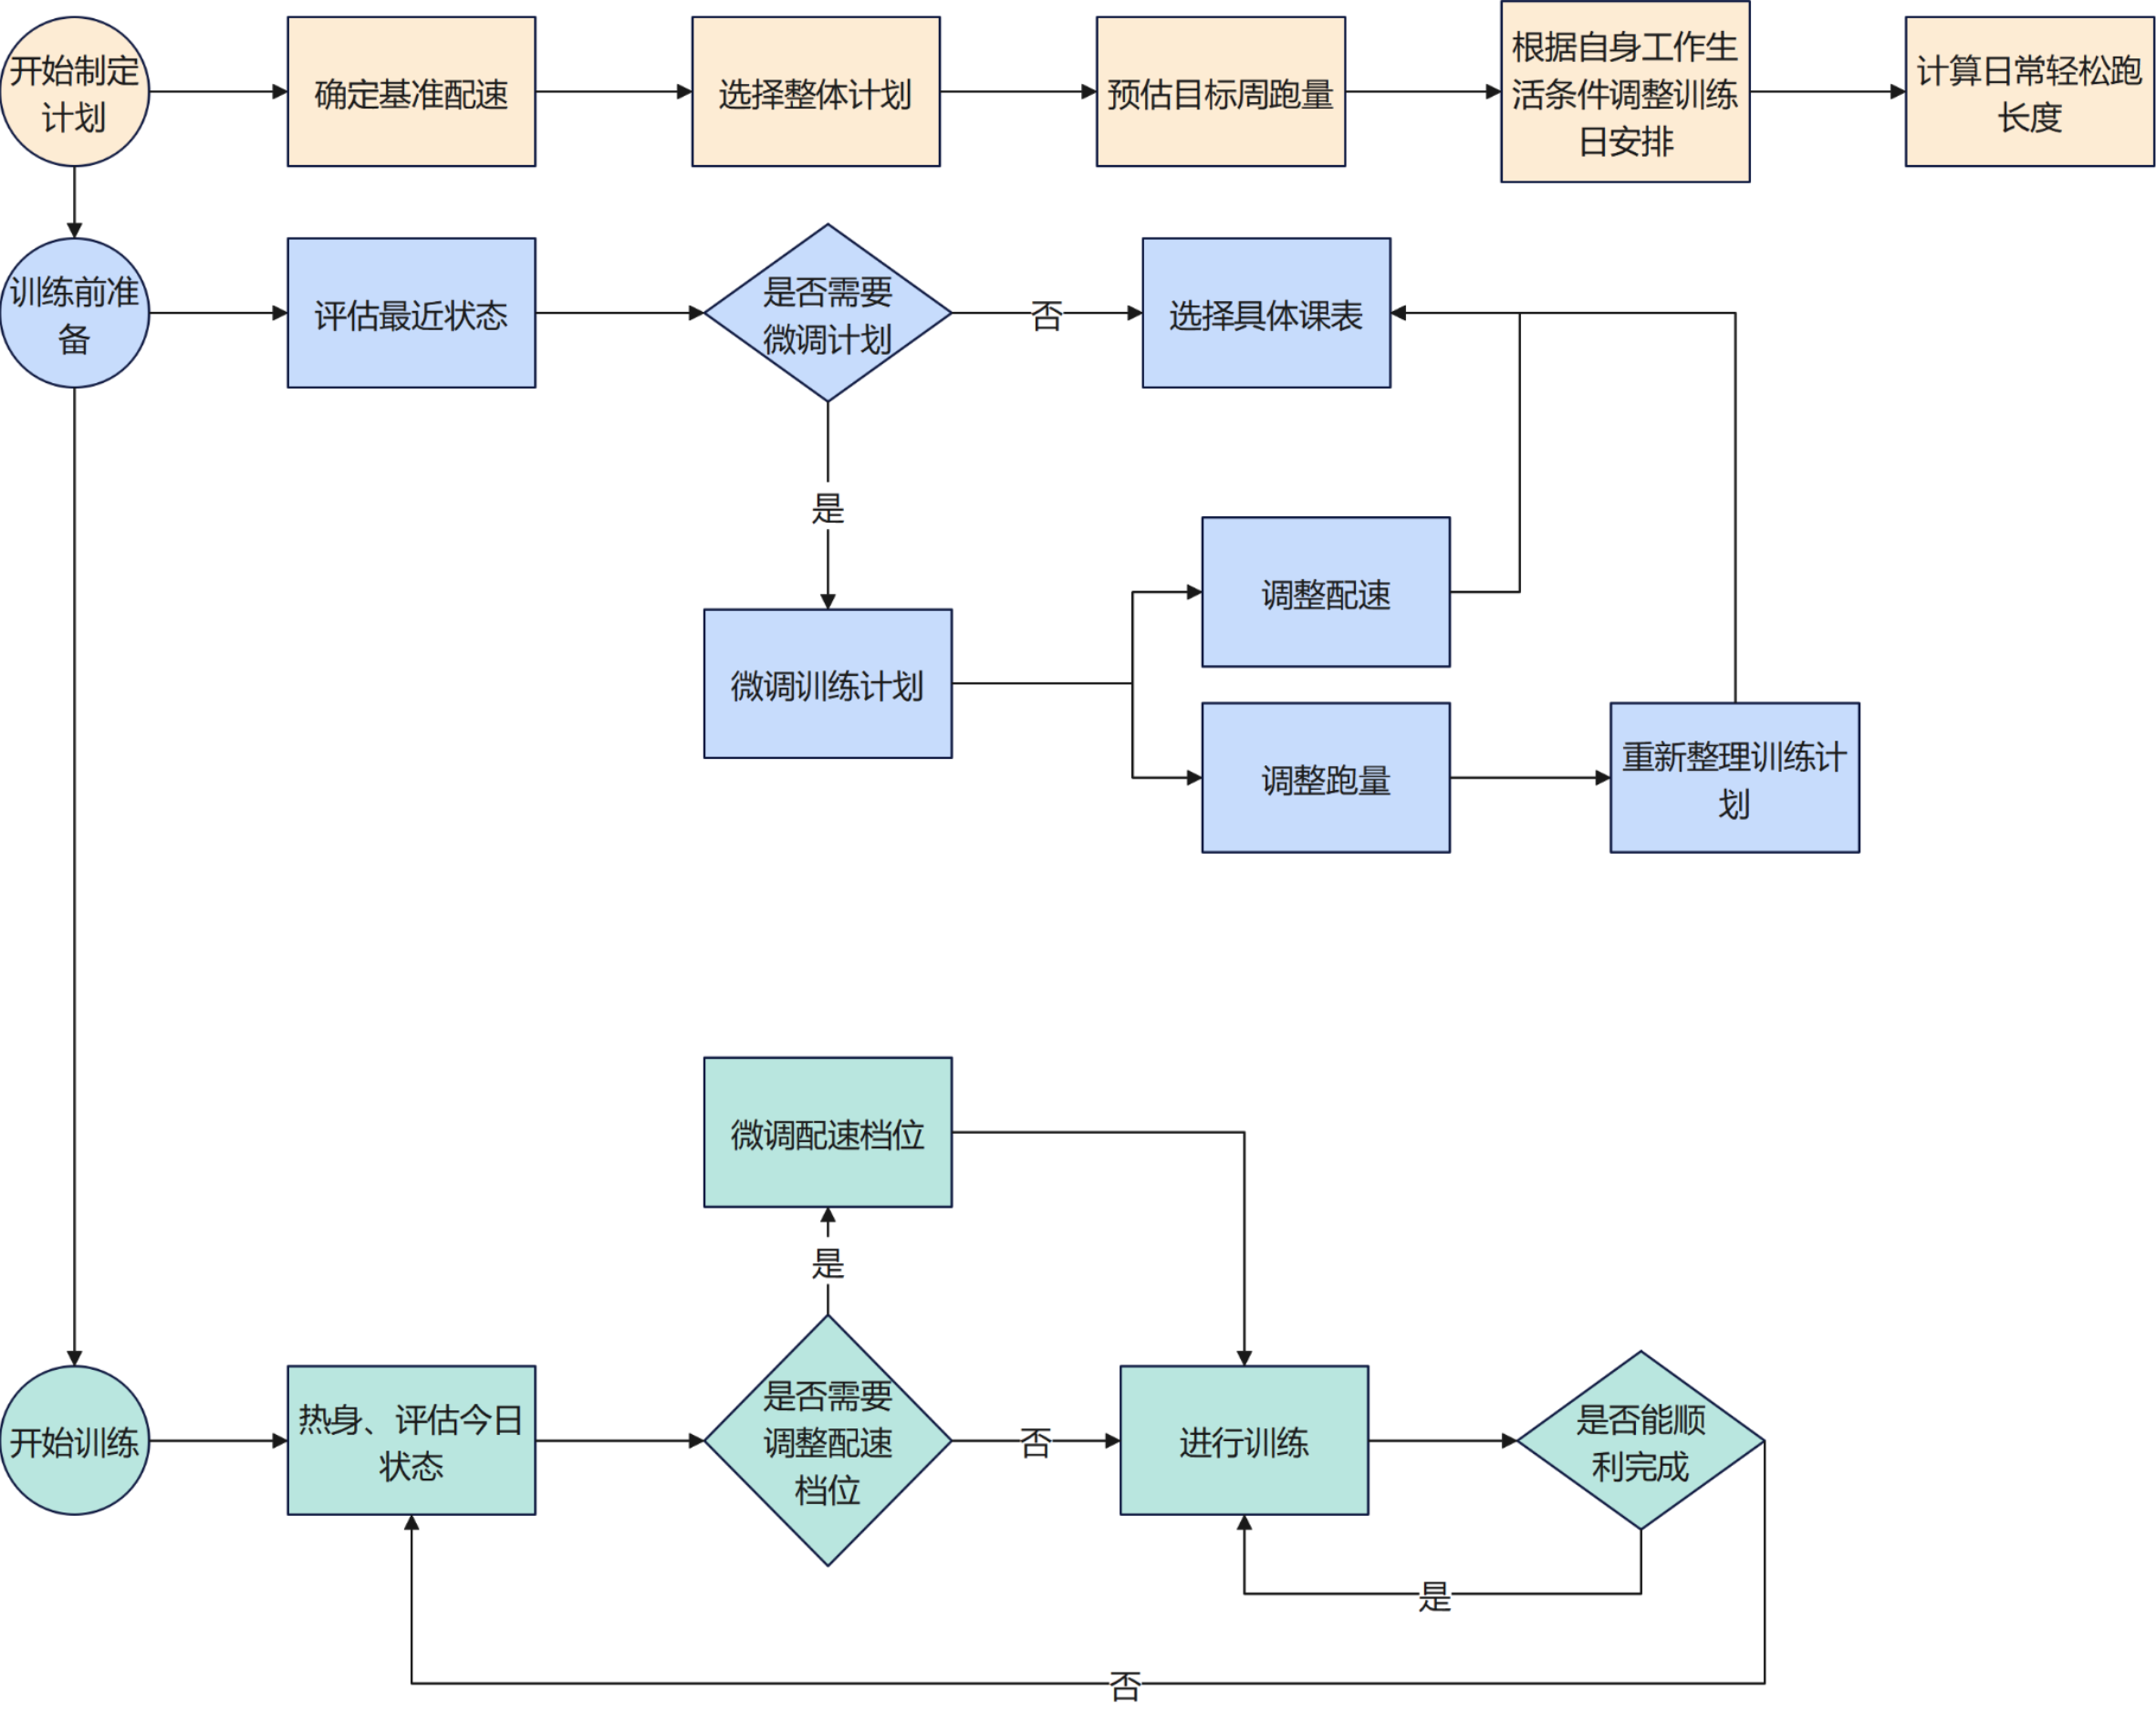 开始制定
计划
确定基准配速
选择整体计划
预估目标周跑量
根据自身工作生
活条件调整训练
日安排
计算日常轻松跑
长度
训练前准
备
评估最近状态
是否需要
微调计划
否
选择具体课表
是
微调训练计划
调整配速
调整跑量
重新整理训练计
划
微调配速档位
是
开始训练
热身、评估今日
状态
是否需要
调整配速
档位
否
进行训练
是否能顺
利完成
是
否